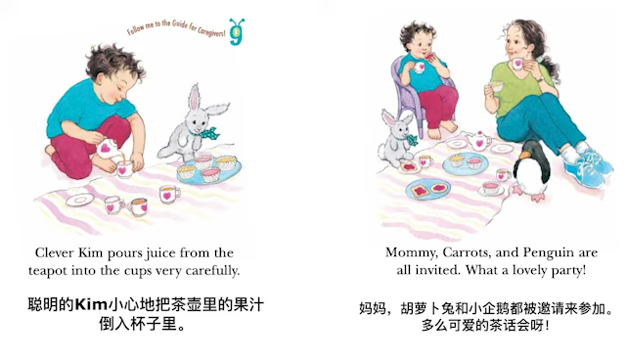 Follow me to the Guide for Caregivers!
Clever Kim pours juice from the
teapot into the cups very carefully.
聪明的Kim小心地把茶壶里的果汁
倒入杯子里。
Mommy, Carrots, and Penguin are
all invited. What a lovely party!
妈妈，胡萝卜兔和小企鹅都被邀请来参加。
多么可爱的茶话会呀！